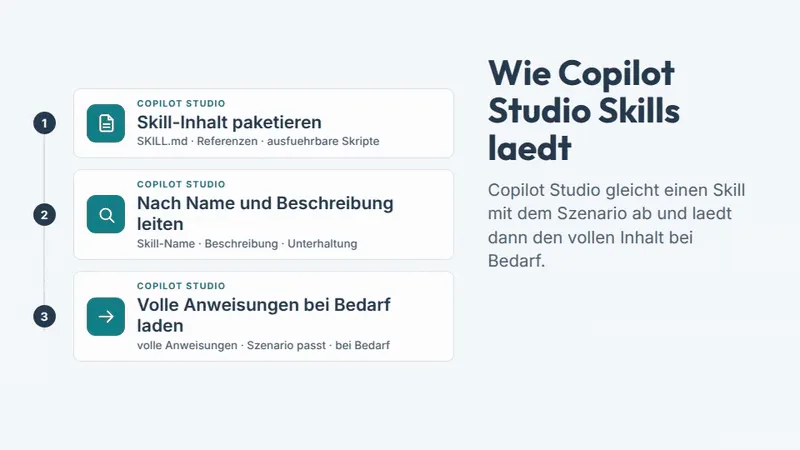 1
COPILOT STUDIO
Skill-Inhalt paketieren
SKILL.md · Referenzen · ausfuehrbare Skripte
2
COPILOT STUDIO
Nach Name und Beschreibung
leiten
Skill-Name · Beschreibung · Unterhaltung
3
COPILOT STUDIO
Volle Anweisungen bei Bedarf
laden
volle Anweisungen · Szenario passt · bei Bedarf
Wie Copilot
Studio Skills
laedt
Copilot Studio gleicht einen Skill
mit dem Szenario ab und laedt
dann den vollen Inhalt bei
Bedarf.